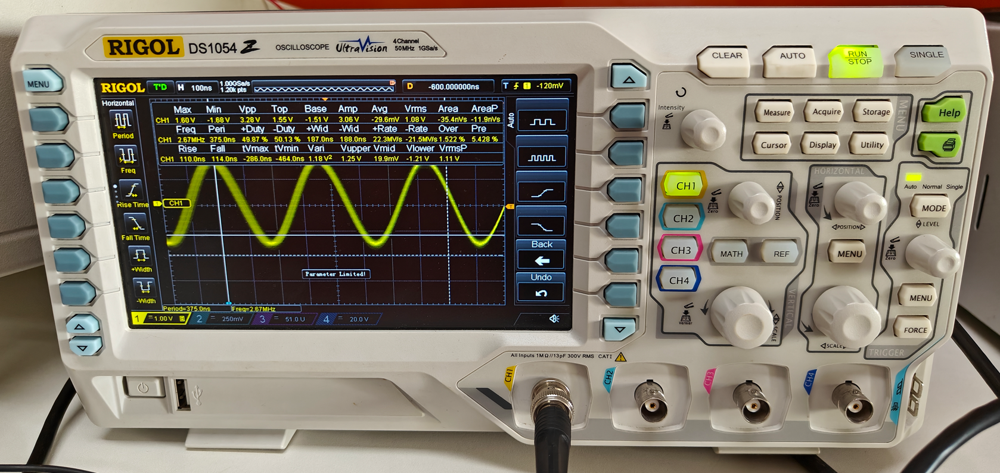 RIGOL DS1054 Z OSCILLOSCOPE UltraVision 4 Channel 50MHz 1GSa/s
MENU
RIGOL T'D H 100ns 1.00GSa/s 1.20k pts D -600.000000ns T 1 -120mV
Horizontal
Period
Freq
Rise Time
Fall Time
+Width
-Width
Max Min Vpp Top Base Amp Avg Vrms Area AreaP
CH1 1.60 V -1.68 V 3.28 V 1.55 V -1.51 V 3.06 V -29.6mV 1.08 V -35.4nVs -11.9nVs
Freq Peri +Duty -Duty +Wid -Wid +Rate -Rate Over Pre
CH1 2.67MHz 375.0ns 49.87 % 50.13 % 187.0ns 188.0ns 22.3MV/s -21.5MV/s 1.522 % 5.428 %
Rise Fall tVmax tVmin Vari Vupper Vmid Vlower VrmsP
CH1 110.0ns 114.0ns -286.0ns -464.0ns 1.18 V² 1.25 V 19.9mV -1.21 V 1.11 V
1 CH1
T
Parameter Limited!
Period=375.0ns Freq=2.67MHz
1 = 1.00 V B 2 = 250mV 3 = 51.0 U 4 = 20.0 V
Auto
Back
Undo
CLEAR AUTO RUN STOP SINGLE
Intensity
Measure Acquire Storage
Cursor Display Utility
MENU
Help
CH1
CH2
CH3
CH4
MATH REF
Zero
POSITION
Vernier
SCALE
VERTICAL
HORIZONTAL
Zero
POSITION
MENU
SCALE
Auto Normal Single
MODE
LEVEL
Zero
MENU
FORCE
TRIGGER
All Inputs 1MΩ//13pF 300V RMS CAT I
CH1 CH2 CH3 CH4